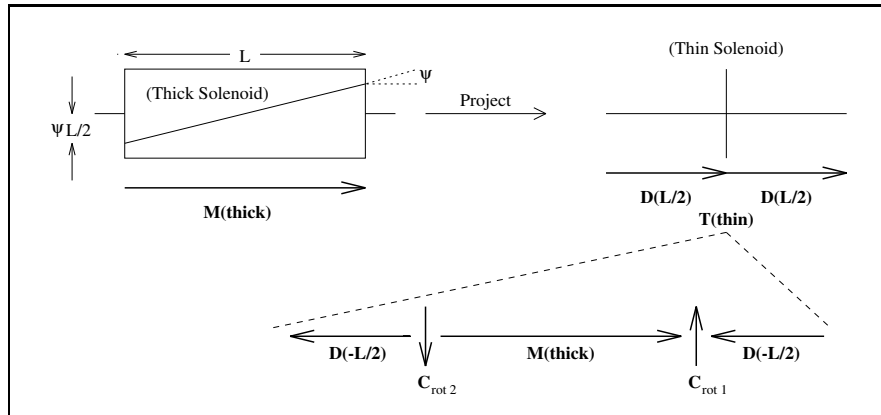 L
ψ
(Thick Solenoid)
ψL/2
M(thick)
Project
(Thin Solenoid)
D(L/2) D(L/2)
T(thin)
D(-L/2) M(thick) D(-L/2)
C rot 2 C rot 1